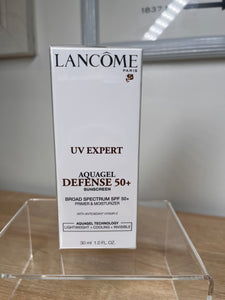 LANCÔME
PARIS
UV EXPERT
AQUAGEL
DEFENSE 50+
SUNSCREEN
BROAD SPECTRUM SPF 50+
PRIMER & MOISTURIZER
WITH ANTIOXIDANT VITAMIN E
AQUAGEL TECHNOLOGY
LIGHTWEIGHT • COOLING • INVISIBLE
30 ml 1.0 FL. OZ.